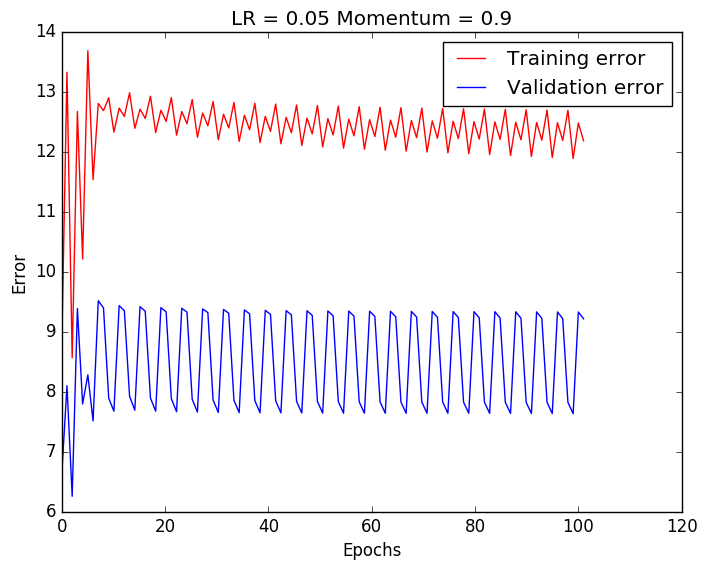 LR = 0.05 Momentum = 0.9
14
13
12
11
10
9
8
7
6
Error
Training error
Validation error
0 20 40 60 80 100 120
Epochs